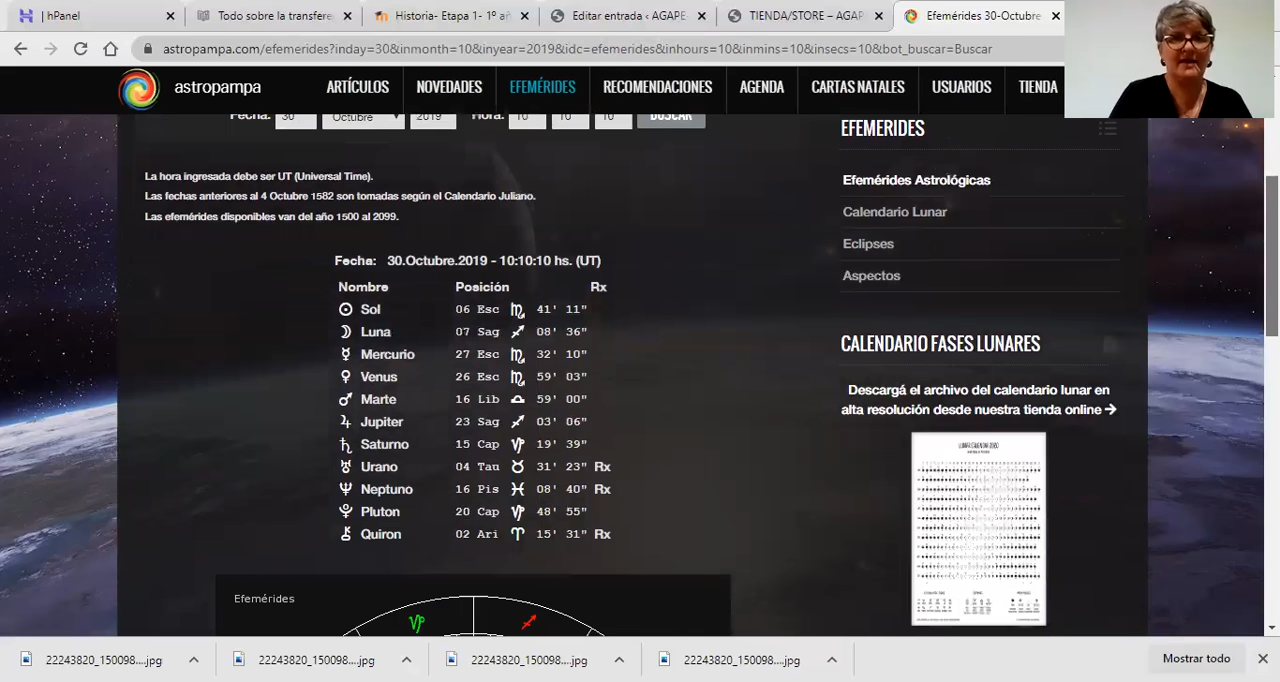 | hPanel
Todo sobre la transfere
Historia- Etapa 1- 1º añ
Editar entrada ‹ AGAPE
TIENDA/STORE – AGAP
Efemérides 30-Octubre
astropampa.com/efemerides?inday=30&inmonth=10&inyear=2019&idc=efemerides&inhours=10&inmins=10&insecs=10&bot_buscar=Buscar
astropampa
ARTÍCULOS
NOVEDADES
EFEMÉRIDES
RECOMENDACIONES
AGENDA
CARTAS NATALES
USUARIOS
TIENDA
Fecha: 30 Octubre 2019 Hora: 10 10 10 BUSCAR
La hora ingresada debe ser UT (Universal Time).
Las fechas anteriores al 4 Octubre 1582 son tomadas según el Calendario Juliano.
Las efemérides disponibles van del año 1500 al 2099.
Fecha: 30.Octubre.2019 - 10:10:10 hs. (UT)
Nombre Posición Rx
Sol 06 Esc ♏ 41' 11"
Luna 07 Sag ♐ 08' 36"
Mercurio 27 Esc ♏ 32' 10"
Venus 26 Esc ♏ 59' 03"
Marte 16 Lib ♎ 59' 00"
Jupiter 23 Sag ♐ 03' 06"
Saturno 15 Cap ♑ 19' 39"
Urano 04 Tau ♉ 31' 23" Rx
Neptuno 16 Pis ♓ 08' 40" Rx
Pluton 20 Cap ♑ 48' 55"
Quiron 02 Ari ♈ 15' 31" Rx
Efemérides
EFEMERIDES
Efemérides Astrológicas
Calendario Lunar
Eclipses
Aspectos
CALENDARIO FASES LUNARES
Descargá el archivo del calendario lunar en
alta resolución desde nuestra tienda online →
22243820_150098....jpg
22243820_150098....jpg
22243820_150098....jpg
22243820_150098....jpg
Mostrar todo